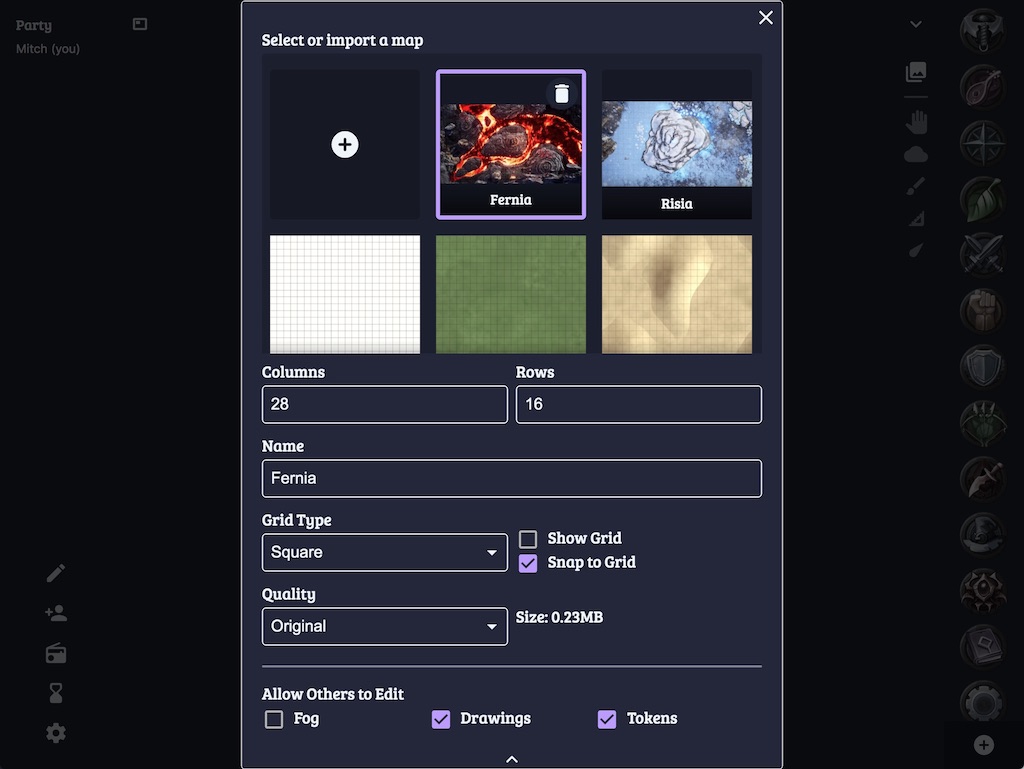 Party
Mitch (you)
Select or import a map
Fernia
Risia
Columns
Rows
28
16
Name
Fernia
Grid Type
Square
Show Grid
Snap to Grid
Quality
Original
Size: 0.23MB
Allow Others to Edit
Fog
Drawings
Tokens